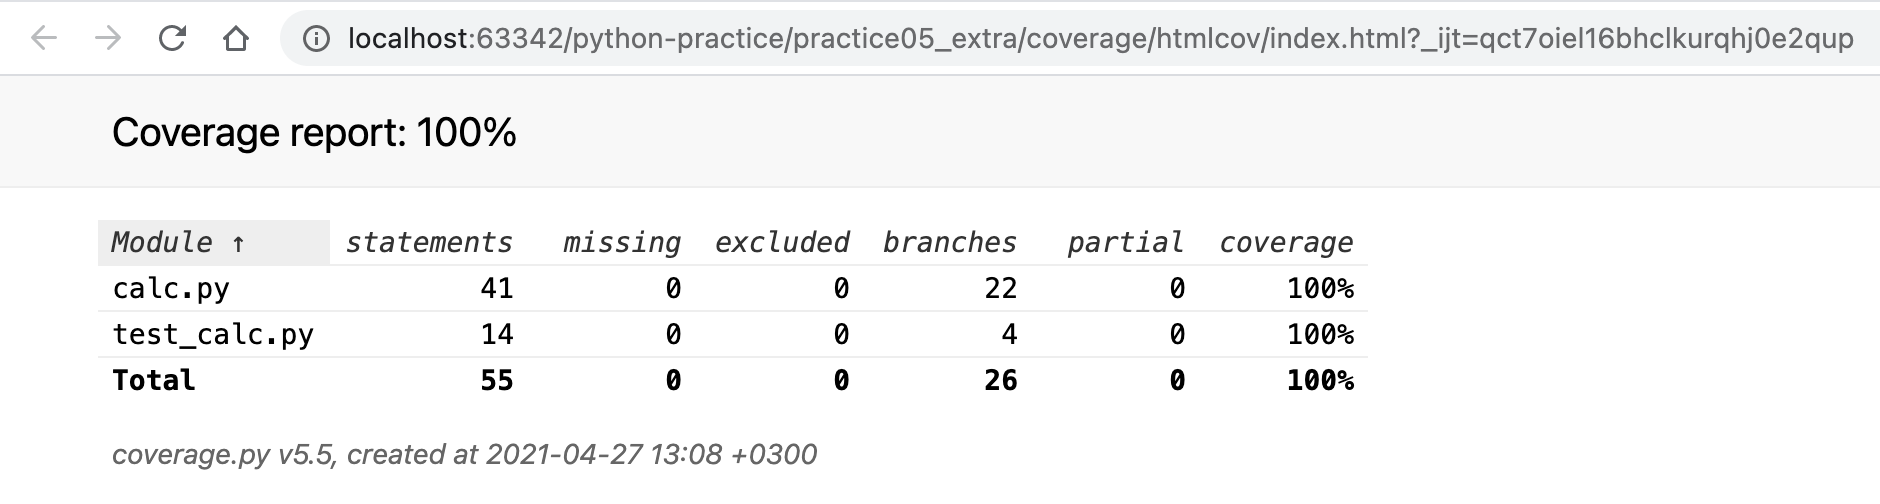 localhost:63342/python-practice/practice05_extra/coverage/htmlcov/index.html?_ijt=qct7oiel16bhclkurqhj0e2qup
Coverage report: 100%
Module ↑ statements missing excluded branches partial coverage
calc.py 41 0 0 22 0 100%
test_calc.py 14 0 0 4 0 100%
Total 55 0 0 26 0 100%
coverage.py v5.5, created at 2021-04-27 13:08 +0300